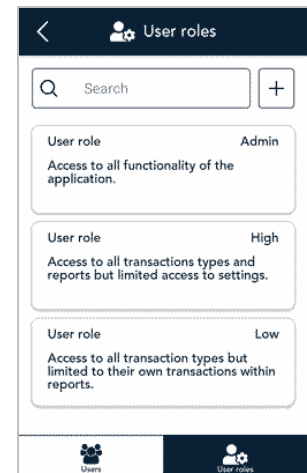 User roles
Search
User role Admin
Access to all functionality of the
application.
User role High
Access to all transactions types and
reports but limited access to settings.
User role Low
Access to all transaction types but
limited to their own transactions within
reports.
Users User roles